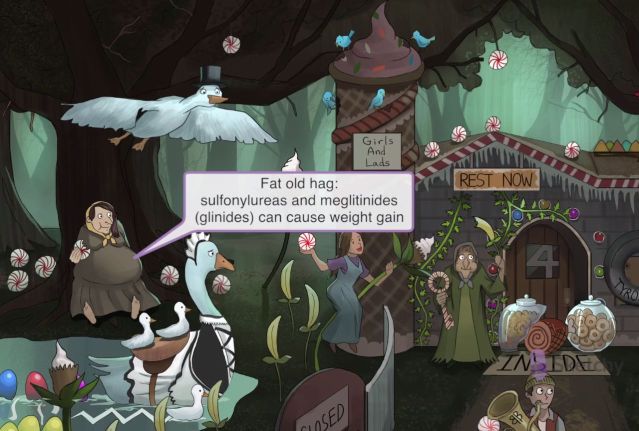 Girls
And
Lads
REST NOW
Fat old hag:
sulfonylureas and meglitinides
(glinides) can cause weight gain
4
INSIDE
CLOSED